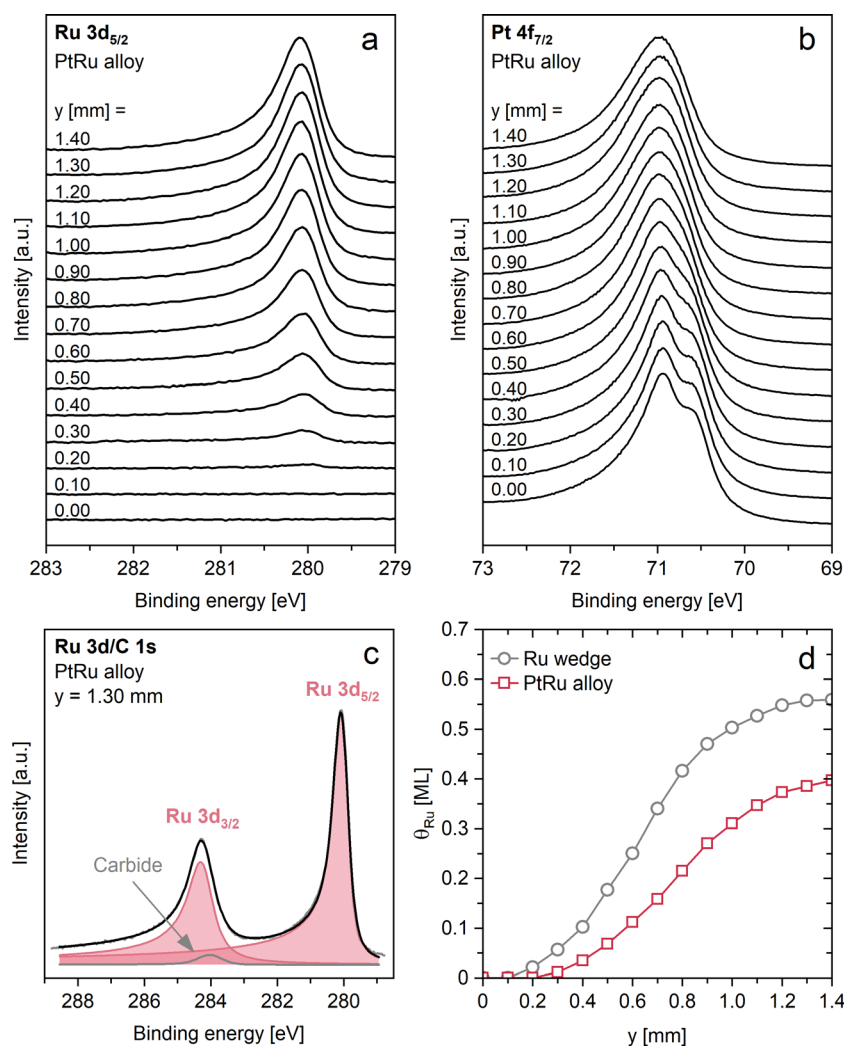 Ru 3d5/2
PtRu alloy
a
y [mm] =
1.40
1.30
1.20
1.10
1.00
0.90
0.80
0.70
0.60
0.50
0.40
0.30
0.20
0.10
0.00
Intensity [a.u.]
283 282 281 280 279
Binding energy [eV]
Pt 4f7/2
PtRu alloy
b
y [mm] =
1.40
1.30
1.20
1.10
1.00
0.90
0.80
0.70
0.60
0.50
0.40
0.30
0.20
0.10
0.00
Intensity [a.u.]
73 72 71 70 69
Binding energy [eV]
Ru 3d/C 1s
PtRu alloy
y = 1.30 mm
c
Ru 3d5/2
Ru 3d3/2
Carbide
Intensity [a.u.]
288 286 284 282 280
Binding energy [eV]
d
Ru wedge
PtRu alloy
0.7
0.6
0.5
0.4
0.3
0.2
0.1
0
θRu [ML]
0 0.2 0.4 0.6 0.8 1.0 1.2 1.4
y [mm]